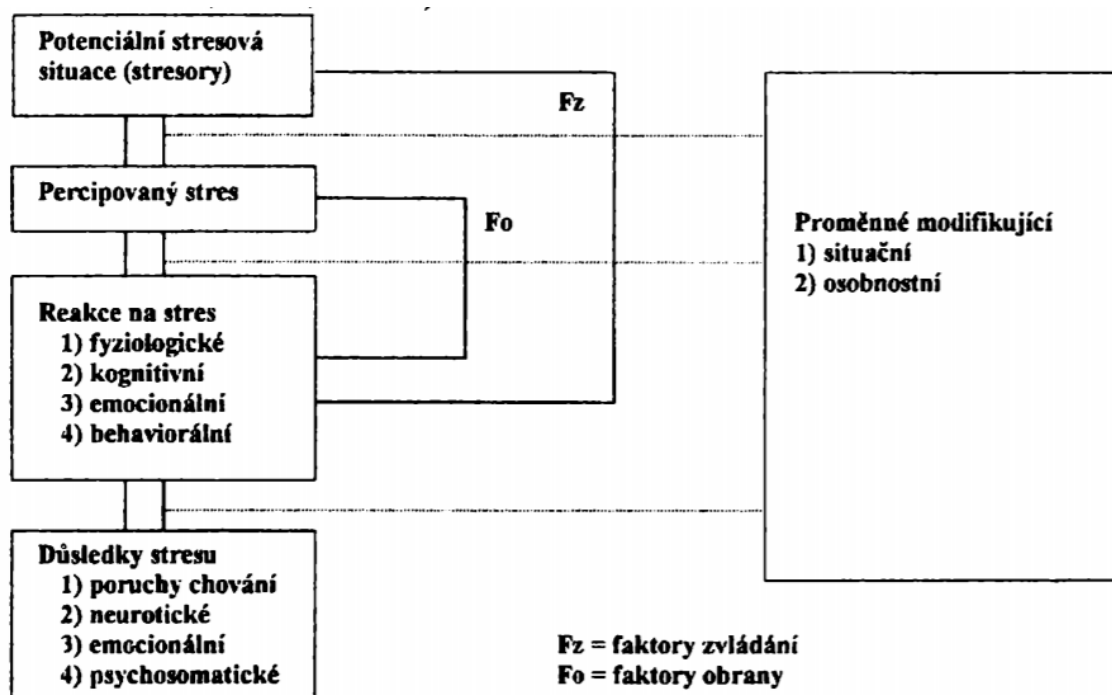 Potenciální stresová
situace (stresory)
Fz
Percipovaný stres
Fo
Proměnné modifikující
1) situační
2) osobnostní
Reakce na stres
1) fyziologické
2) kognitivní
3) emocionální
4) behaviorální
Důsledky stresu
1) poruchy chování
2) neurotické
3) emocionální
4) psychosomatické
Fz = faktory zvládání
Fo = faktory obrany